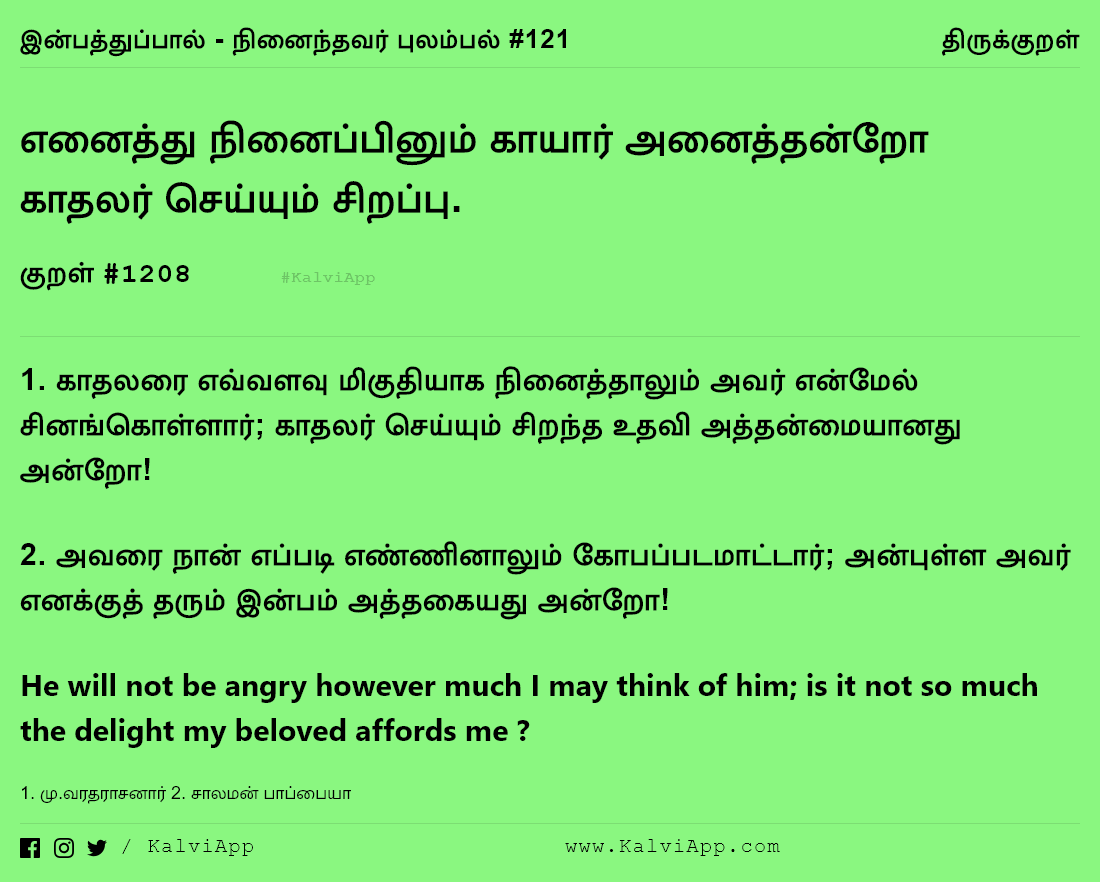 இன்பத்துப்பால் - நினைந்தவர் புலம்பல் #121 திருக்குறள்
எனைத்து நினைப்பினும் காயார் அனைத்தன்றோ
காதலர் செய்யும் சிறப்பு.
குறள் #1208 #KalviApp
1. காதலரை எவ்வளவு மிகுதியாக நினைத்தாலும் அவர் என்மேல்
சினங்கொள்ளார்; காதலர் செய்யும் சிறந்த உதவி அத்தன்மையானது
அன்றோ!
2. அவரை நான் எப்படி எண்ணினாலும் கோபப்படமாட்டார்; அன்புள்ள அவர்
எனக்குத் தரும் இன்பம் அத்தகையது அன்றோ!
He will not be angry however much I may think of him; is it not so much
the delight my beloved affords me ?
1. மு.வரதராசனார் 2. சாலமன் பாப்பையா
/ KalviApp www.KalviApp.com